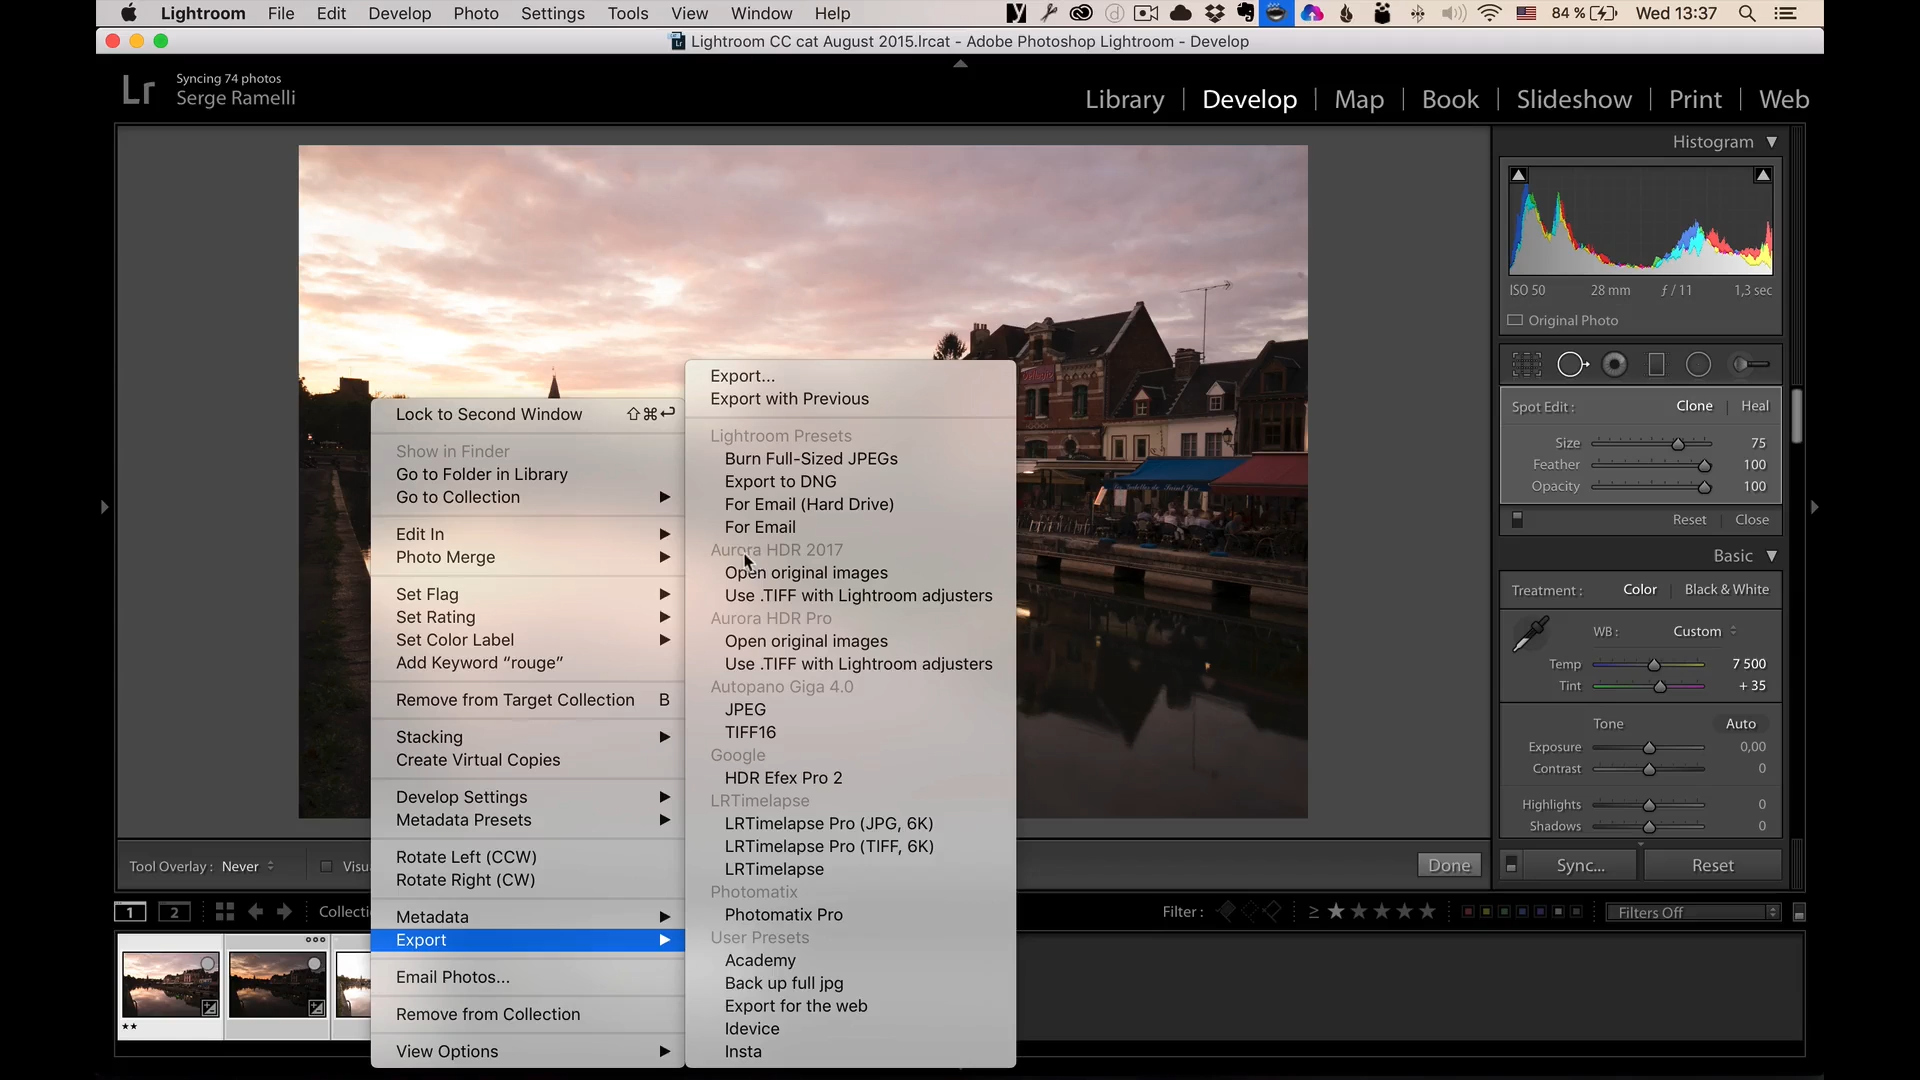 Lightroom File Edit Develop Photo Settings Tools View Window Help 84 % Wed 13:37
Lightroom CC cat August 2015.lrcat - Adobe Photoshop Lightroom - Develop
Lr Syncing 74 photos
Serge Ramelli
Library | Develop | Map | Book | Slideshow | Print | Web
Histogram
ISO 50 28 mm ƒ / 11 1,3 sec
Original Photo
Spot Edit : Clone | Heal
Size 75
Feather 100
Opacity 100
Reset Close
Basic
Treatment : Color | Black & White
WB : Custom
Temp 7 500
Tint + 35
Tone Auto
Exposure 0,00
Contrast 0
Highlights 0
Shadows 0
Sync... Reset
Lock to Second Window ⇧⌘↩
Show in Finder
Go to Folder in Library
Go to Collection
Edit In
Photo Merge
Set Flag
Set Rating
Set Color Label
Add Keyword “rouge”
Remove from Target Collection B
Stacking
Create Virtual Copies
Develop Settings
Metadata Presets
Rotate Left (CCW)
Rotate Right (CW)
Metadata
Export
Email Photos...
Remove from Collection
View Options
Export...
Export with Previous
Lightroom Presets
Burn Full-Sized JPEGs
Export to DNG
For Email (Hard Drive)
For Email
Aurora HDR 2017
Open original images
Use .TIFF with Lightroom adjusters
Aurora HDR Pro
Open original images
Use .TIFF with Lightroom adjusters
Autopano Giga 4.0
JPEG
TIFF16
Google
HDR Efex Pro 2
LRTimelapse
LRTimelapse Pro (JPG, 6K)
LRTimelapse Pro (TIFF, 6K)
LRTimelapse
Photomatix
Photomatix Pro
User Presets
Academy
Back up full jpg
Export for the web
Idevice
Insta
Tool Overlay : Never Visu
Done
1 2 Collecti
Filter : ≥ ★ ★ ★ ★ ★ Filters Off
★★